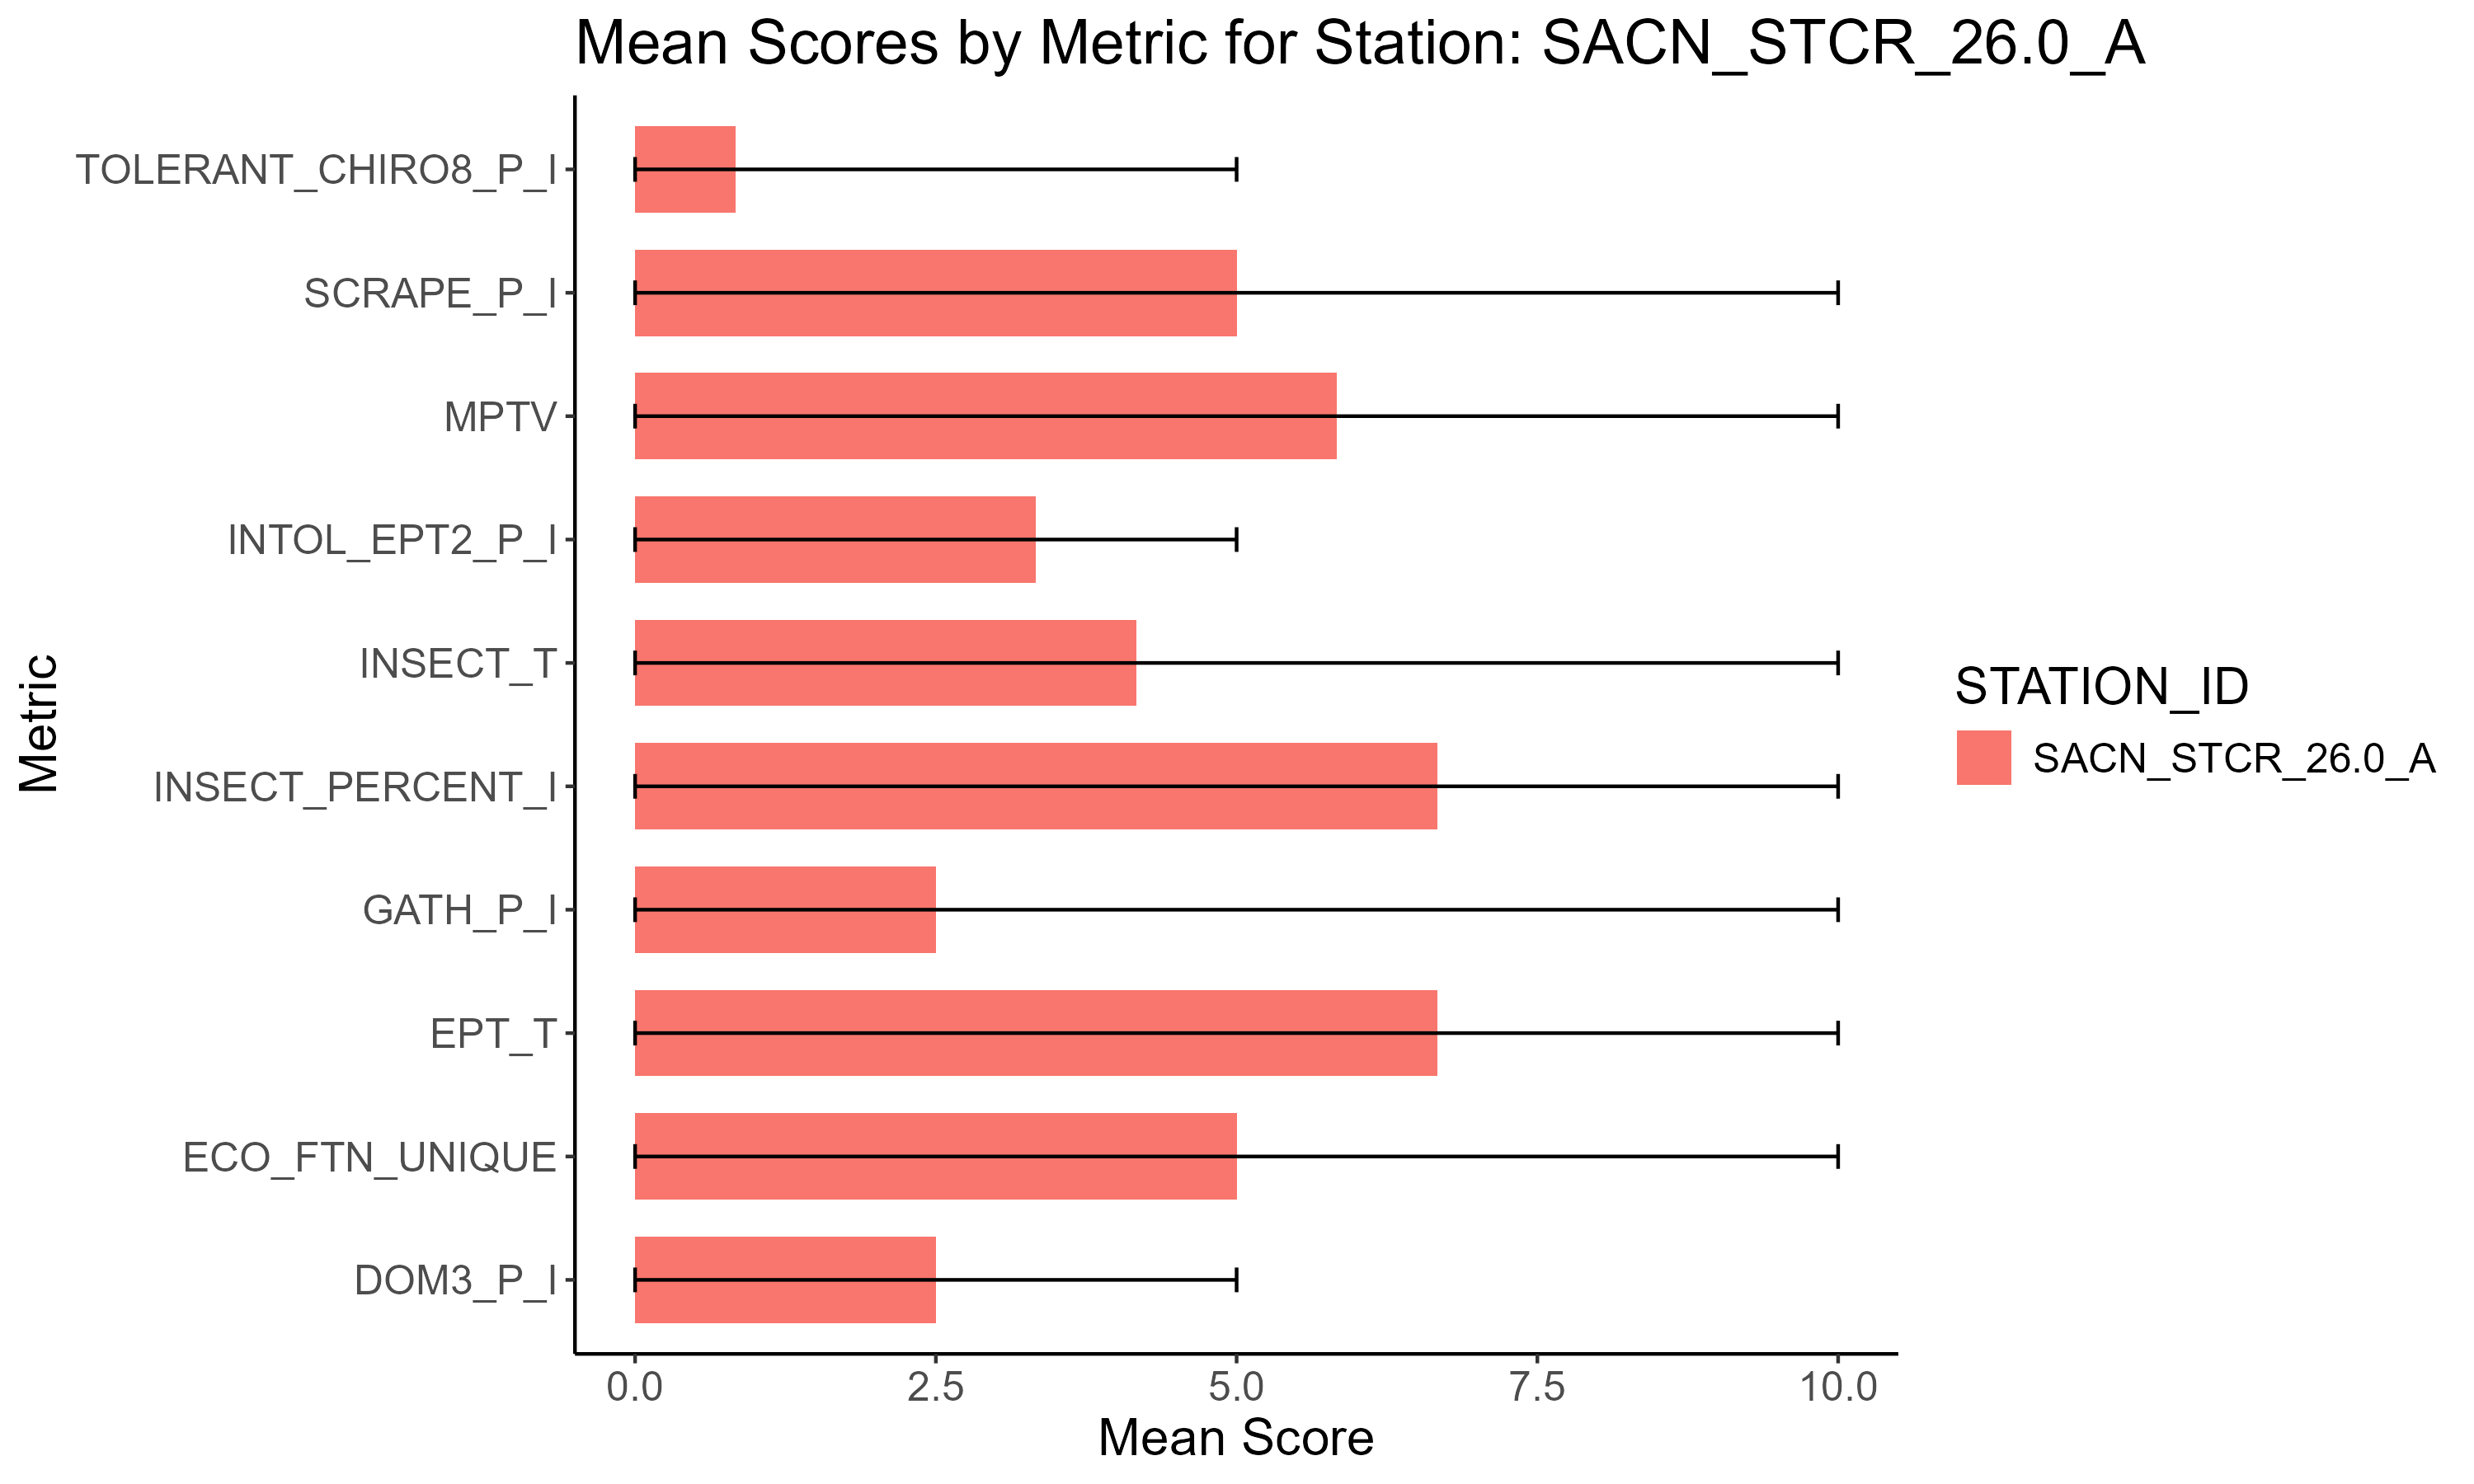 Mean Scores by Metric for Station: SACN_STCR_26.0_A
TOLERANT_CHIRO8_P_I
SCRAPE_P_I
MPTV
INTOL_EPT2_P_I
INSECT_T
INSECT_PERCENT_I
GATH_P_I
EPT_T
ECO_FTN_UNIQUE
DOM3_P_I
Metric
0.0 2.5 5.0 7.5 10.0
Mean Score
STATION_ID
SACN_STCR_26.0_A